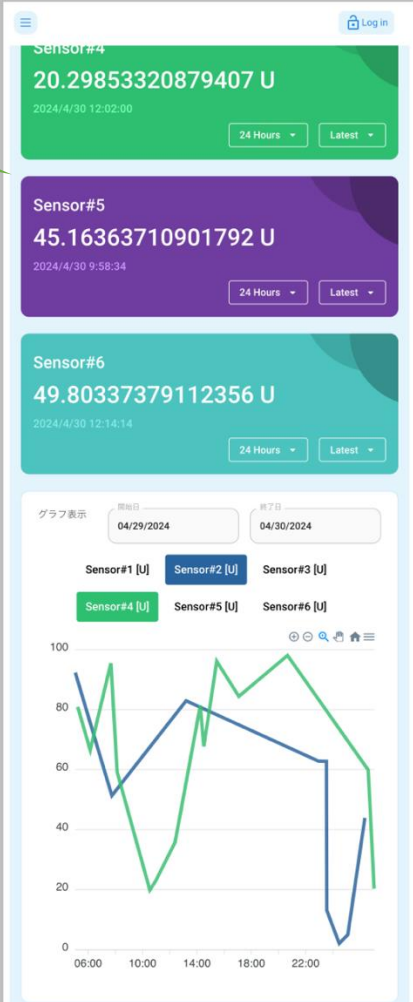 Log in
Sensor#4
20.29853320879407 U
2024/4/30 12:02:00
24 Hours
Latest
Sensor#5
45.16363710901792 U
2024/4/30 9:58:34
24 Hours
Latest
Sensor#6
49.80337379112356 U
2024/4/30 12:14:14
24 Hours
Latest
グラフ表示
開始日
04/29/2024
終了日
04/30/2024
Sensor#1 [U]
Sensor#2 [U]
Sensor#3 [U]
Sensor#4 [U]
Sensor#5 [U]
Sensor#6 [U]
100
80
60
40
20
0
06:00
10:00
14:00
18:00
22:00